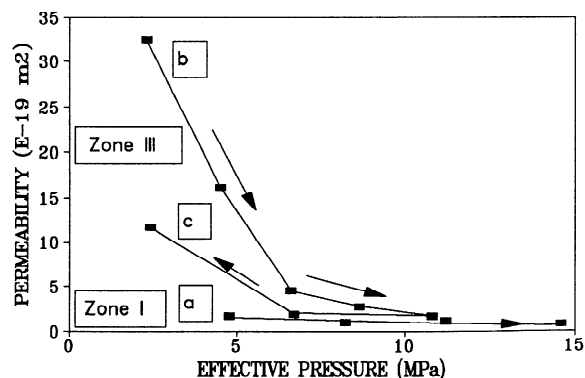 PERMEABILITY (E-19 m2)
35
30
25
20
15
10
5
0
b
Zone III
c
Zone I
a
0
5
10
15
EFFECTIVE PRESSURE (MPa)